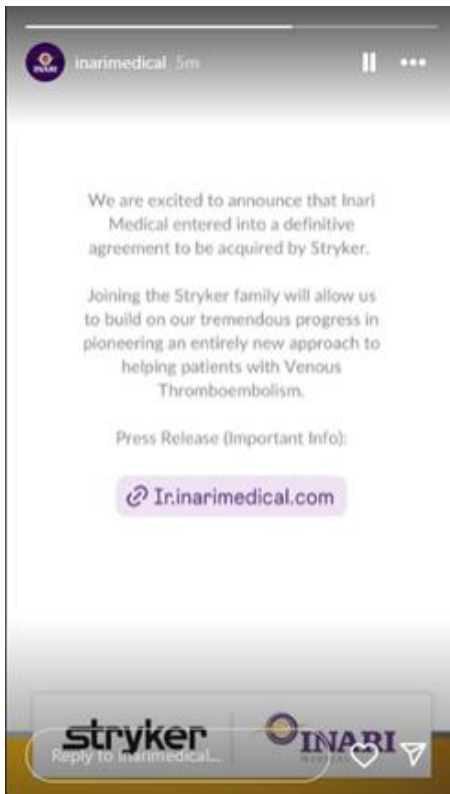 INARI
inarimedical 5m
We are excited to announce that Inari
Medical entered into a definitive
agreement to be acquired by Stryker.
Joining the Stryker family will allow us
to build on our tremendous progress in
pioneering an entirely new approach to
helping patients with Venous
Thromboembolism.
Press Release (Important Info):
Ir.inarimedical.com
stryker
INARI
Reply to inarimedical...